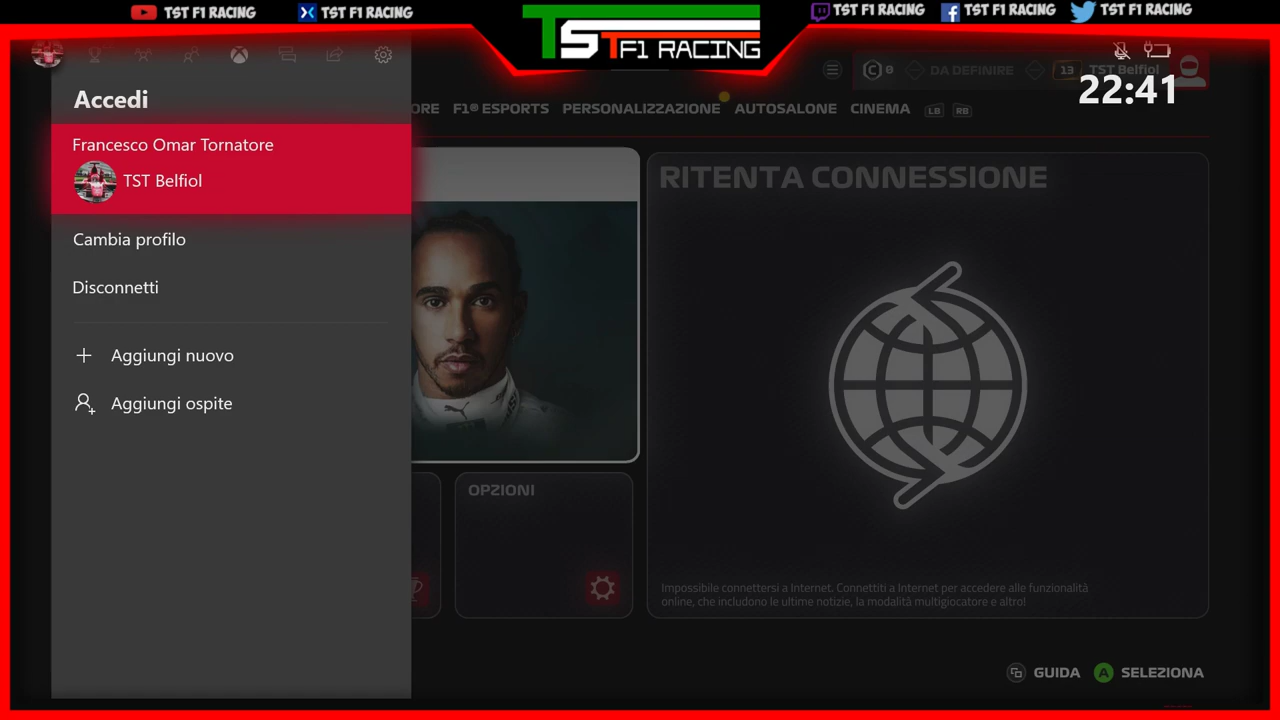 TST F1 RACING
TST F1 RACING
TST F1 RACING
TST F1 RACING
TST F1 RACING
TST F1 RACING
Accedi
Francesco Omar Tornatore
TST Belfiol
Cambia profilo
Disconnetti
Aggiungi nuovo
Aggiungi ospite
DA DEFINIRE
13
TST Belfiol
22:41
ORE
F1® ESPORTS
PERSONALIZZAZIONE
AUTOSALONE
CINEMA
LB
RB
RITENTA CONNESSIONE
OPZIONI
Impossibile connettersi a Internet. Connettiti a Internet per accedere alle funzionalità
online, che includono le ultime notizie, la modalità multigiocatore e altro!
GUIDA
A SELEZIONA